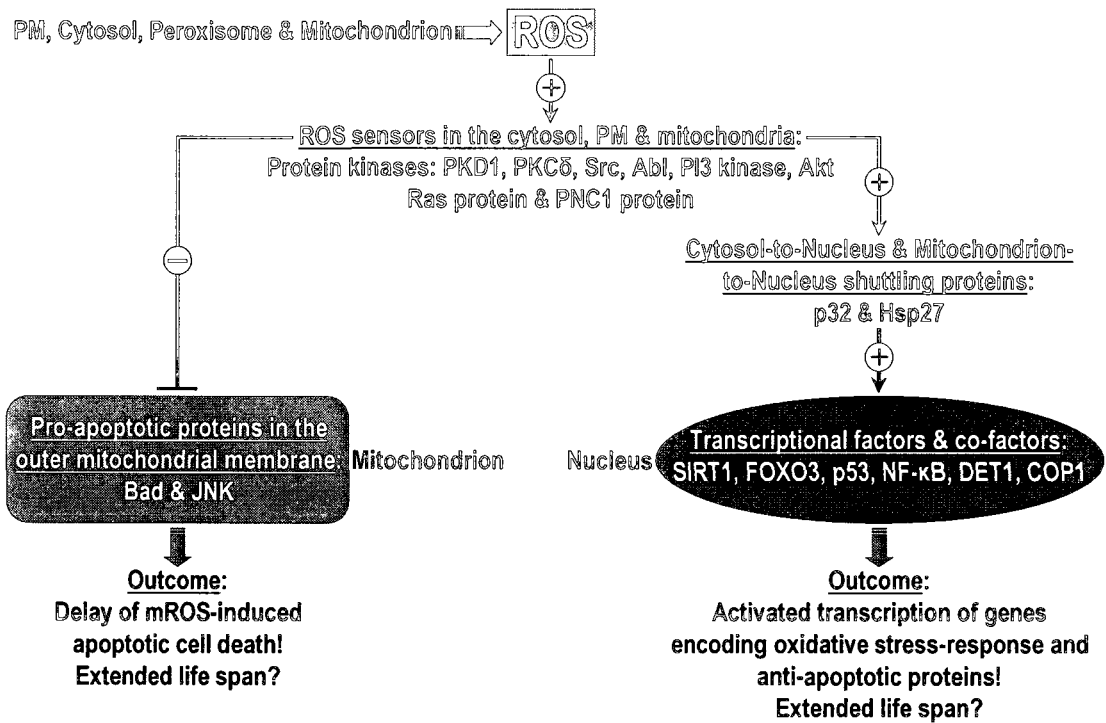 PM, Cytosol, Peroxisome & Mitochondrion
ROS
+
ROS sensors in the cytosol, PM & mitochondria:
Protein kinases: PKD1, PKCδ, Src, Abl, PI3 kinase, Akt
Ras protein & PNC1 protein
+
−
Cytosol-to-Nucleus & Mitochondrion-
to-Nucleus shuttling proteins:
p32 & Hsp27
+
Pro-apoptotic proteins in the
outer mitochondrial membrane:
Bad & JNK
Mitochondrion
Nucleus
Transcriptional factors & co-factors:
SIRT1, FOXO3, p53, NF-κB, DET1, COP1
Outcome:
Delay of mROS-induced
apoptotic cell death!
Extended life span?
Outcome:
Activated transcription of genes
encoding oxidative stress-response and
anti-apoptotic proteins!
Extended life span?